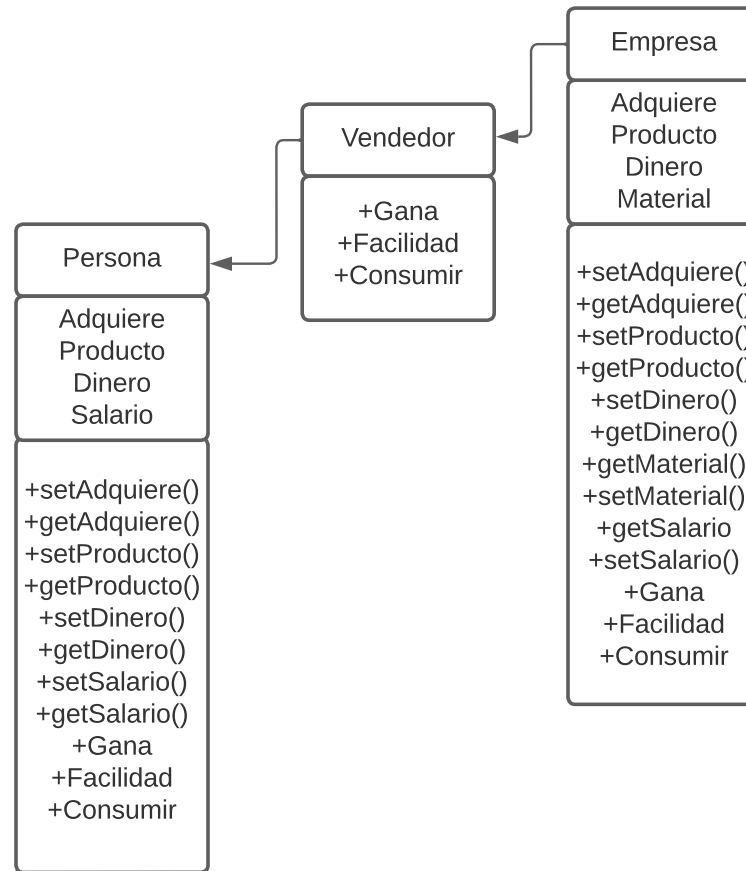 Empresa
Adquiere
Producto
Dinero
Material
+setAdquiere()
+getAdquiere()
+setProducto()
+getProducto()
+setDinero()
+getDinero()
+getMaterial()
+setMaterial()
+getSalario
+setSalario()
+Gana
+Facilidad
+Consumir
Vendedor
+Gana
+Facilidad
+Consumir
Persona
Adquiere
Producto
Dinero
Salario
+setAdquiere()
+getAdquiere()
+setProducto()
+getProducto()
+setDinero()
+getDinero()
+setSalario()
+getSalario()
+Gana
+Facilidad
+Consumir